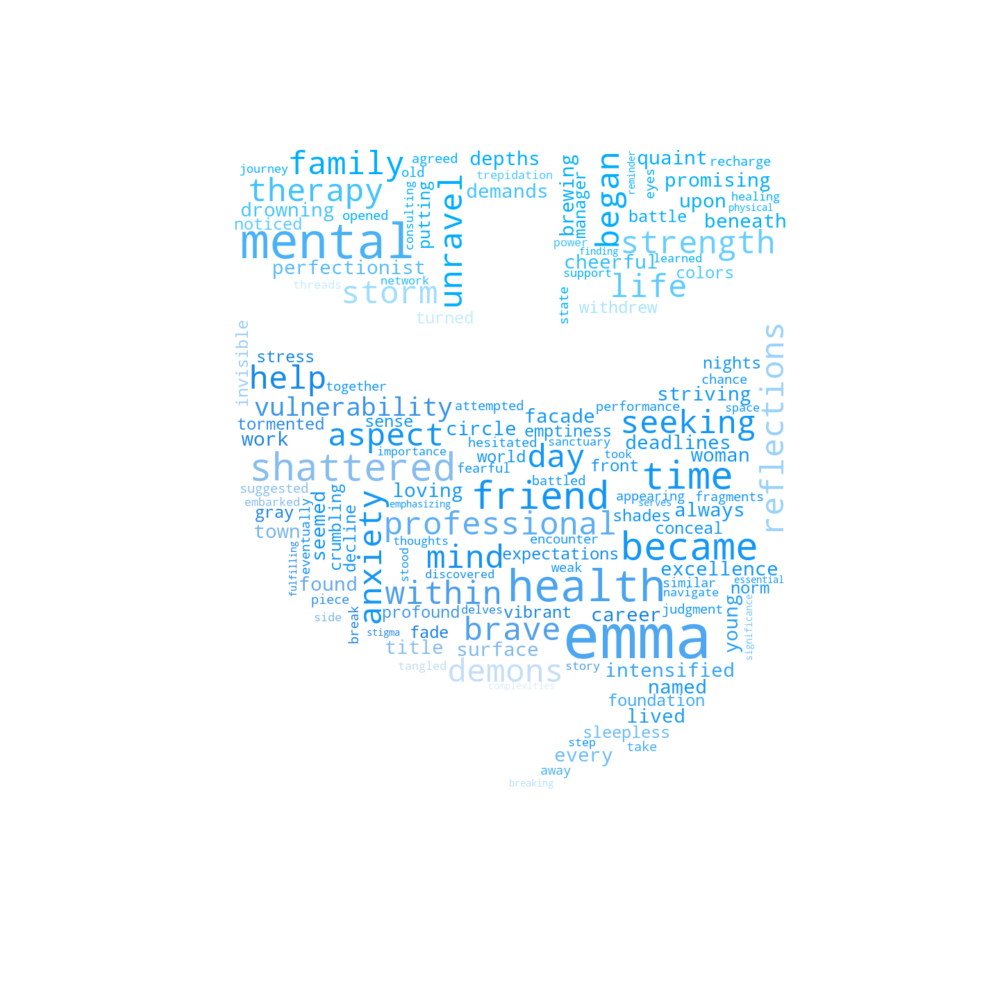 journey
family
agreed
depths
old
trepidation
therapy
demands
drowning
opened
noticed
consulting
putting
unravel
mental
perfectionist
network
threads
storm
turned
brewing
manager
began
reminder
quaint
eyes
recharge
promising
healing
upon
physical
battle
beneath
power
finding
strength
cheerful
learned
support
colors
life
state
withdrew
invisible
stress
help
together
vulnerability
attempted
tormented
sense
work
aspect
circle
importance
hesitated
facade
emptiness
sanctuary
performance
nights
chance
striving
space
seeking
deadlines
woman
reflections
shattered
world
day
fearful
front
took
time
suggested
embarked
gray
town
seemed
eventually
crumbling
decline
anxiety
loving
emphasizing
friend
battled
appearing
fragments
serves
always
shades
conceal
professional
became
thoughts
encounter
mind
expectations
stood
discovered
weak
excellence
similar
essential
navigate
norm
fulfilling
found
within
health
piece
profound
delves
vibrant
career
judgment
young
significance
side
break
stigma
fade
brave
emma
title
surface
tangled
demons
story
complexities
intensified
named
foundation
lived
sleepless
step
take
every
away
breaking